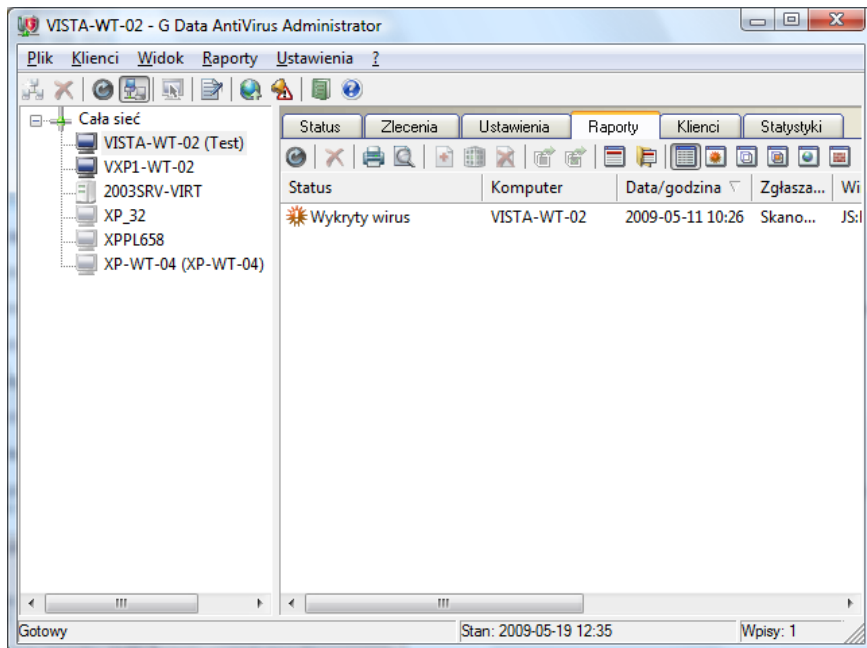 VISTA-WT-02 - G Data AntiVirus Administrator
Plik Klienci Widok Raporty Ustawienia ?
Cała sieć
VISTA-WT-02 (Test)
VXP1-WT-02
2003SRV-VIRT
XP_32
XPPL658
XP-WT-04 (XP-WT-04)
Status Zlecenia Ustawienia Raporty Klienci Statystyki
Status Komputer Data/godzina Zgłasza... Wi
Wykryty wirus VISTA-WT-02 2009-05-11 10:26 Skano... JS:
Gotowy Stan: 2009-05-19 12:35 Wpisy: 1